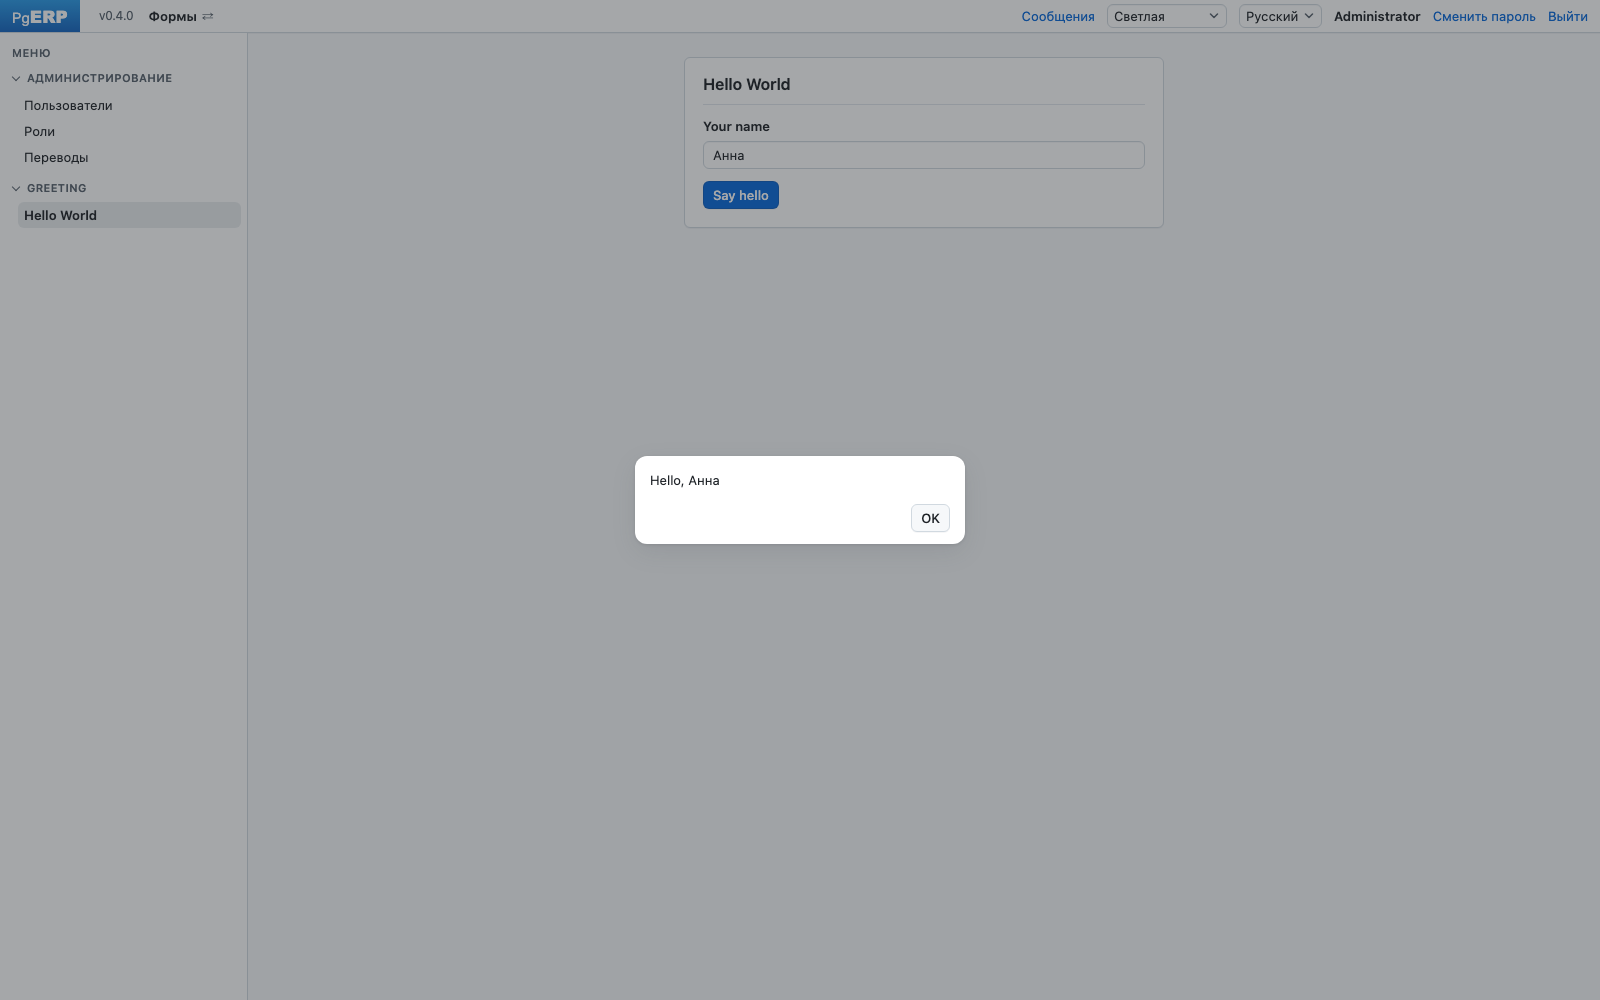 PgERP v0.4.0 Формы ⇄ Сообщения Светлая Русский Administrator Сменить пароль Выйти
МЕНЮ
АДМИНИСТРИРОВАНИЕ
Пользователи
Роли
Переводы
GREETING
Hello World
Hello World
Your name
Анна
Say hello
Hello, Анна
OK